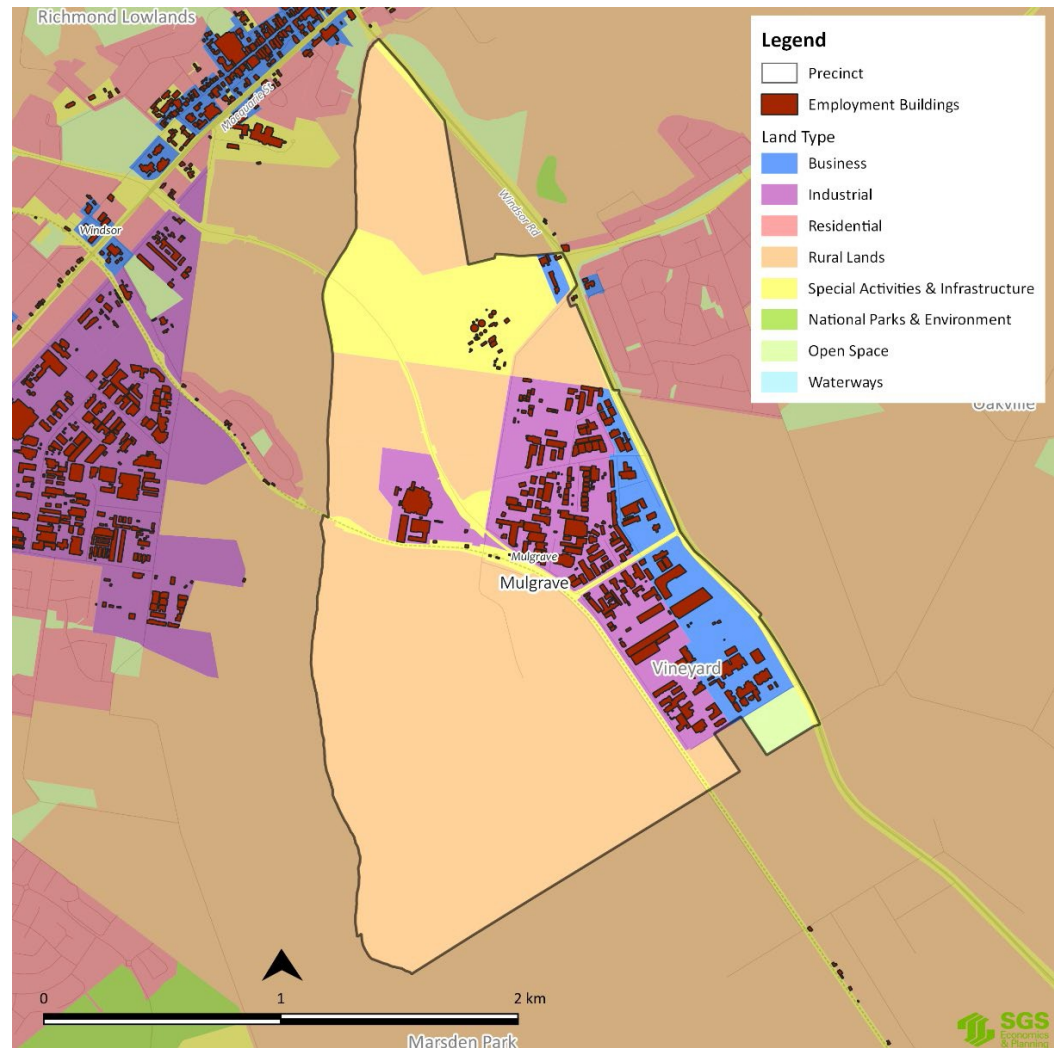 Richmond Lowlands
Macquarie St
Windsor Rd
Windsor
Oakville
Mulgrave
Mulgrave
Vineyard
Marsden Park
Legend
Precinct
Employment Buildings
Land Type
Business
Industrial
Residential
Rural Lands
Special Activities & Infrastructure
National Parks & Environment
Open Space
Waterways
0 1 2 km
SGS
Economics
& Planning